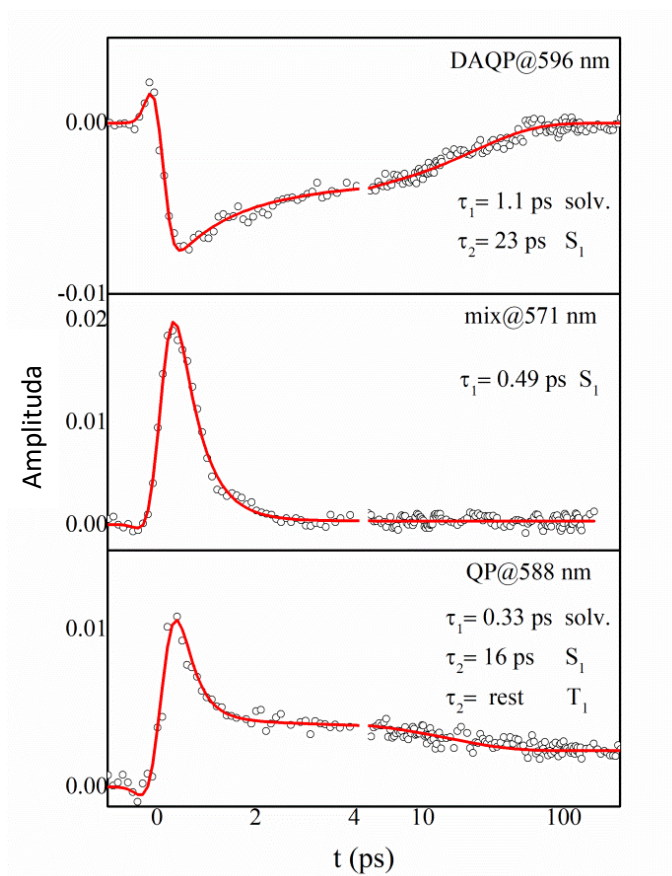 DAQP@596 nm
0.00
τ₁= 1.1 ps solv.
τ₂= 23 ps S₁
-0.01
0.02
mix@571 nm
τ₁= 0.49 ps S₁
0.01
Amplituda
0.00
QP@588 nm
0.01
τ₁= 0.33 ps solv.
τ₂= 16 ps S₁
τ₂= rest T₁
0.00
0 2 4 10 100
t (ps)